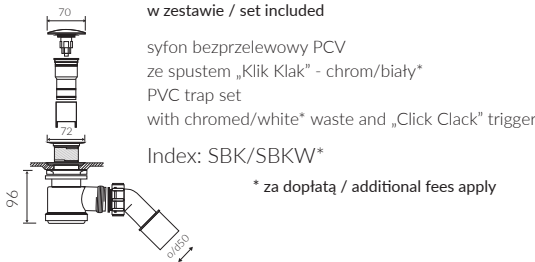 70
w zestawie / set included
syfon bezprzelewowy PCV
ze spustem „Klik Klak” - chrom/biały*
PVC trap set
with chromed/white* waste and „Click Clack” trigger
72
Index: SBK/SBKW*
* za dopłatą / additional fees apply
96
o/d50